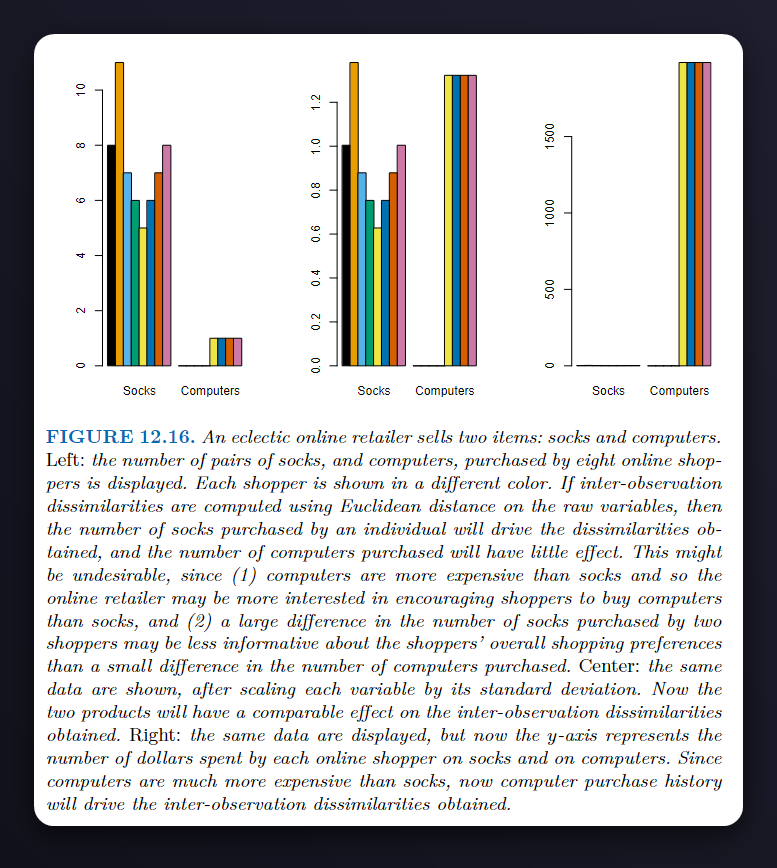 0 2 4 6 8 10
0.0 0.2 0.4 0.6 0.8 1.0 1.2
0 500 1000 1500
Socks Computers
Socks Computers
Socks Computers
FIGURE 12.16. An eclectic online retailer sells two items: socks and computers.
Left: the number of pairs of socks, and computers, purchased by eight online shop-
pers is displayed. Each shopper is shown in a different color. If inter-observation
dissimilarities are computed using Euclidean distance on the raw variables, then
the number of socks purchased by an individual will drive the dissimilarities ob-
tained, and the number of computers purchased will have little effect. This might
be undesirable, since (1) computers are more expensive than socks and so the
online retailer may be more interested in encouraging shoppers to buy computers
than socks, and (2) a large difference in the number of socks purchased by two
shoppers may be less informative about the shoppers' overall shopping preferences
than a small difference in the number of computers purchased. Center: the same
data are shown, after scaling each variable by its standard deviation. Now the
two products will have a comparable effect on the inter-observation dissimilarities
obtained. Right: the same data are displayed, but now the y-axis represents the
number of dollars spent by each online shopper on socks and on computers. Since
computers are much more expensive than socks, now computer purchase history
will drive the inter-observation dissimilarities obtained.